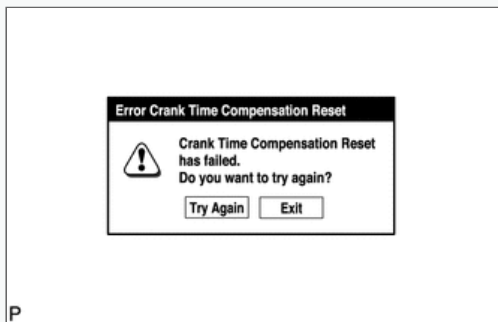 Error Crank Time Compensation Reset
Crank Time Compensation Reset
has failed.
Do you want to try again?
Try Again Exit
P